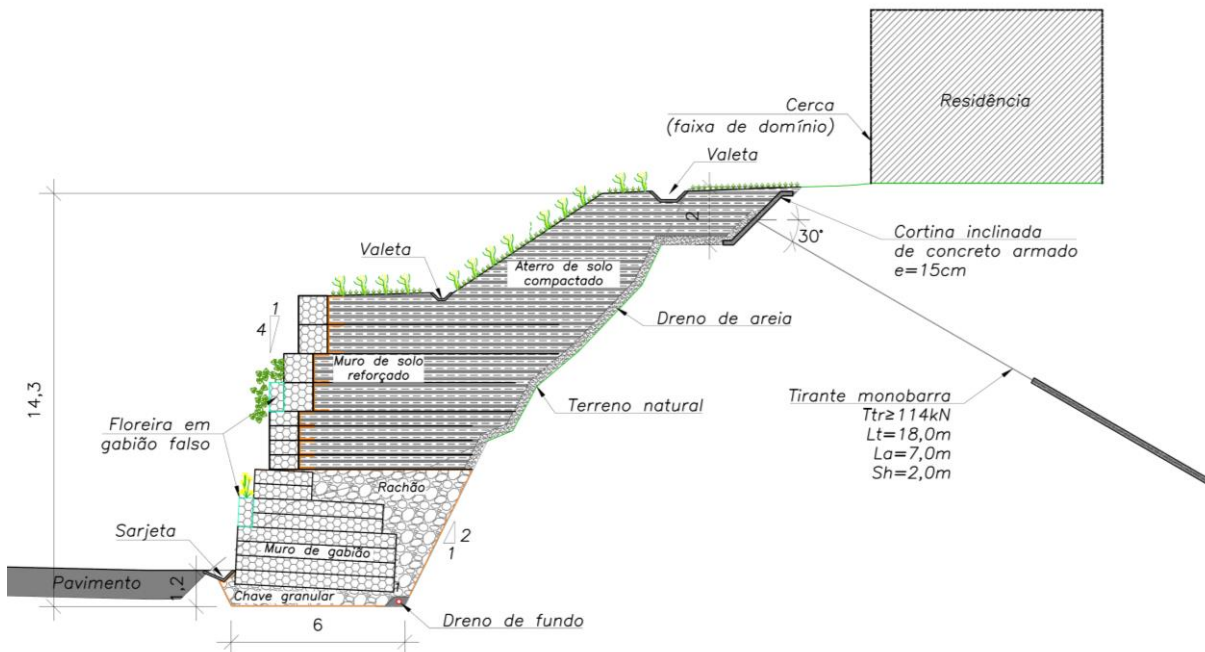 Residência
Cerca
(faixa de domínio)
Valeta
2
30°
Cortina inclinada
de concreto armado
e=15cm
Valeta
Aterro de solo
compactado
1
4
Dreno de areia
Muro de solo
reforçado
14,3
Tirante monobarra
Ttr≥114kN
Lt=18,0m
La=7,0m
Sh=2,0m
Terreno natural
Floreira em
gabião falso
Rachão
Sarjeta
2
1
Muro de gabião
Pavimento
1,2
Chave granular
6
Dreno de fundo